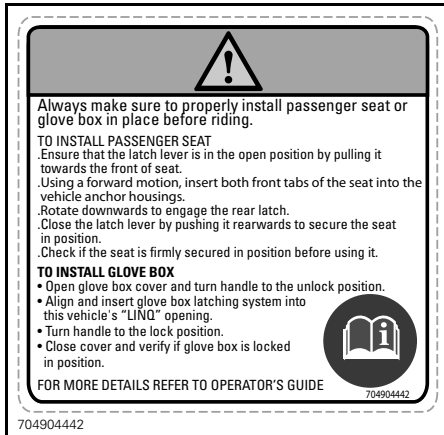 Always make sure to properly install passenger seat or
glove box in place before riding.
TO INSTALL PASSENGER SEAT
.Ensure that the latch lever is in the open position by pulling it
towards the front of seat.
.Using a forward motion, insert both front tabs of the seat into the
vehicle anchor housings.
.Rotate downwards to engage the rear latch.
.Close the latch lever by pushing it rearwards to secure the seat
in position.
.Check if the seat is firmly secured in position before using it.
TO INSTALL GLOVE BOX
• Open glove box cover and turn handle to the unlock position.
• Align and insert glove box latching system into
this vehicle's "LINQ" opening.
• Turn handle to the lock position.
• Close cover and verify if glove box is locked
in position.
FOR MORE DETAILS REFER TO OPERATOR'S GUIDE
704904442
704904442